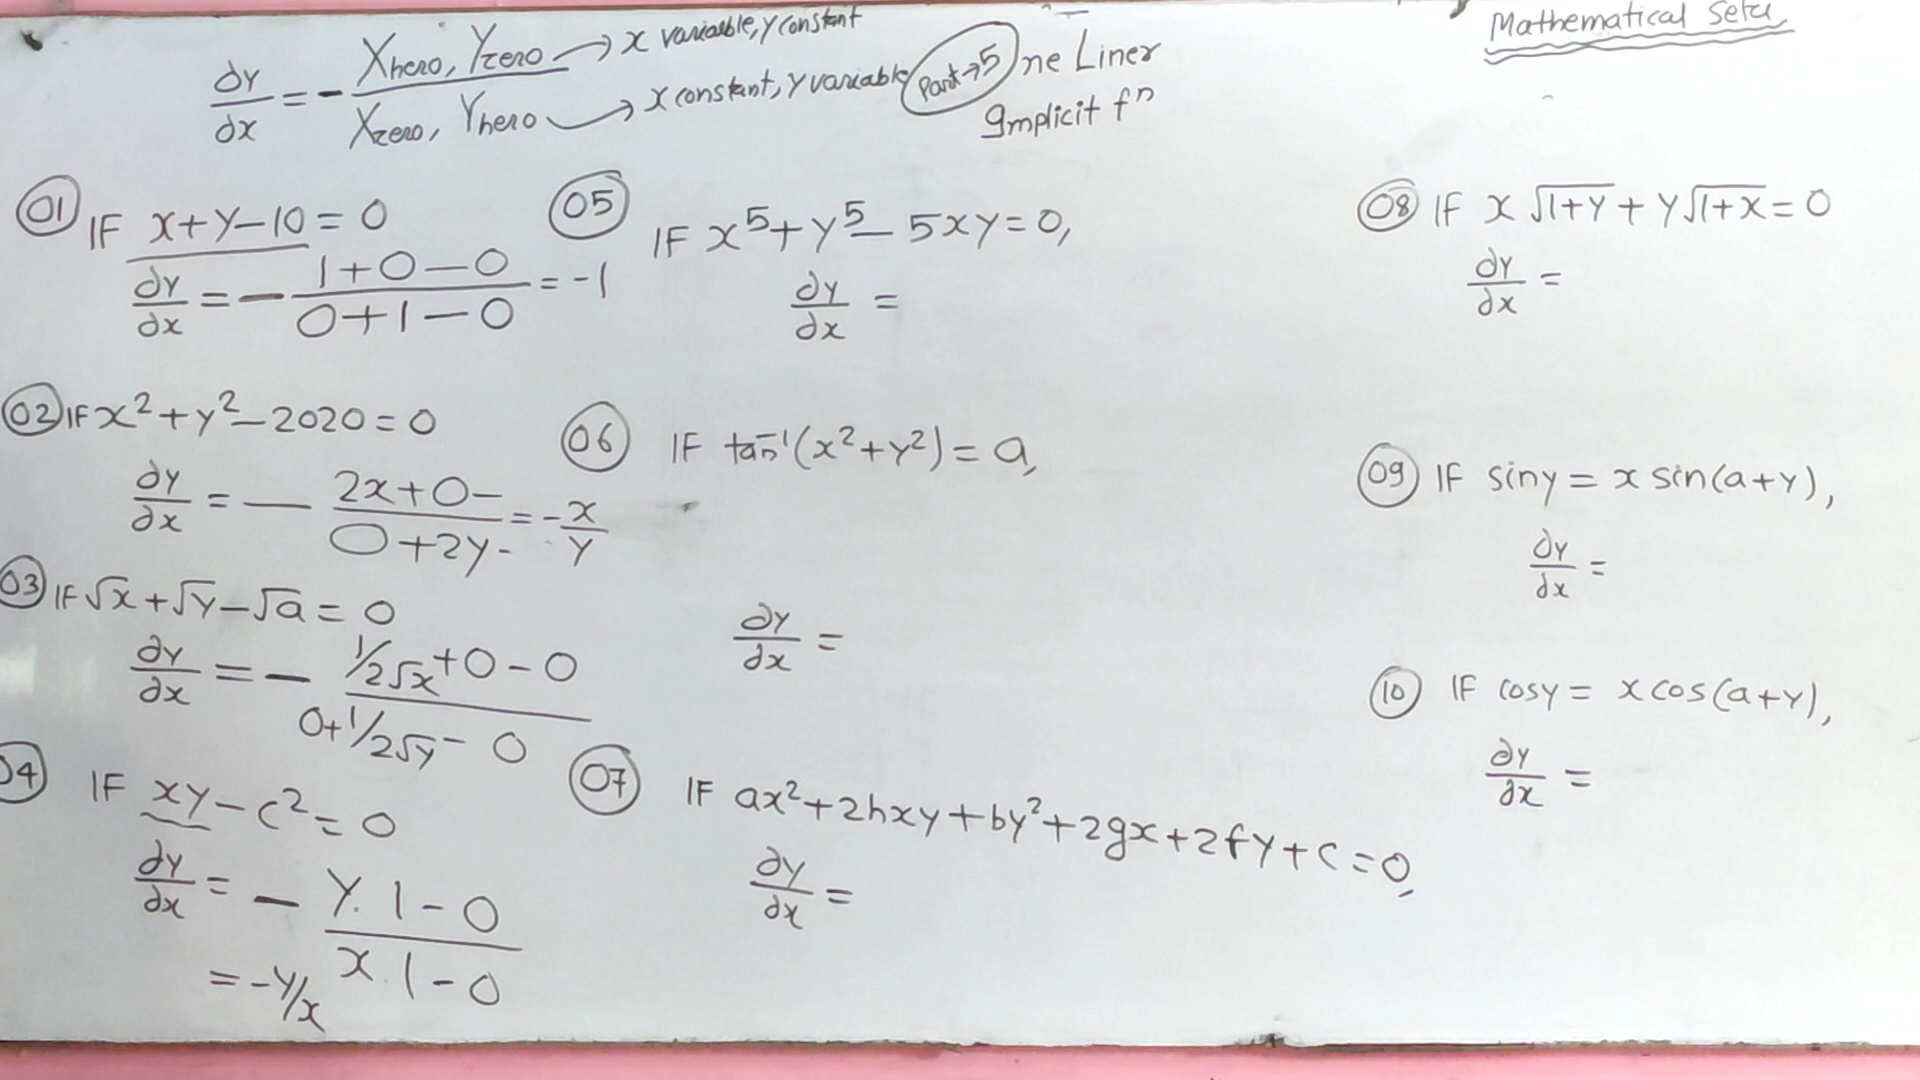 Mathematical Setu
∂y/∂x = - Xhero, Yzero → x variable, y constant
Xzero, Yhero → x constant, y variable
Part→5 One Liner
Implicit fⁿ
01 IF x+y-10=0
∂y/∂x = - (1+0-0)/(0+1-0) = -1
02 IF x²+y²-2020=0
∂y/∂x = - (2x+0-)/(0+2y-) = -x/y
03 IF √x+√y-√a=0
∂y/∂x = - (1/2√x+0-0)/(0+1/2√y-0)
04 IF xy-c²=0
∂y/∂x = - (y.1-0)/(x.1-0)
= -y/x
05
IF x⁵+y⁵-5xy=0,
∂y/∂x =
06 IF tan⁻¹(x²+y²)=a,
∂y/∂x =
07 IF ax²+2hxy+by²+2gx+2fy+c=0,
∂y/∂x =
08 IF x√1+y+y√1+x=0
∂y/∂x =
09 IF siny=x sin(a+y),
∂y/∂x =
10 IF cosy=xcos(a+y),
∂y/∂x =